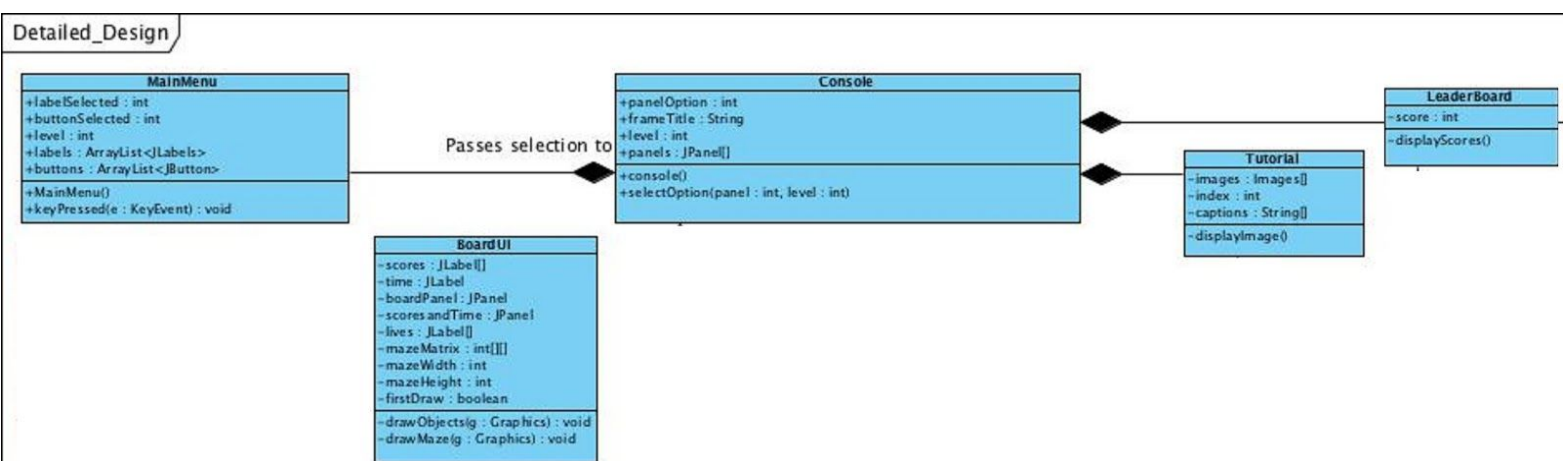 Detailed_Design
MainMenu
+labelSelected : int
+buttonSelected : int
+level : int
+labels : ArrayList<JLabels>
+buttons : ArrayList<JButton>
+MainMenu()
+keyPressed(e : KeyEvent) : void
Passes selection to
Console
+panelOption : int
+frameTitle : String
+level : int
+panels : JPanel[]
+console()
+selectOption(panel : int, level : int)
LeaderBoard
-score : int
-displayScores()
Tutorial
-images : Images[]
-index : int
-captions : String[]
-displayImage()
BoardUI
-scores : JLabel[]
-time : JLabel
-boardPanel : JPanel
-scoresandTime : JPanel
-lives : JLabel[]
-mazeMatrix : int[][]
-mazeWidth : int
-mazeHeight : int
-firstDraw : boolean
-drawObjects(g : Graphics) : void
-drawMaze(g : Graphics) : void